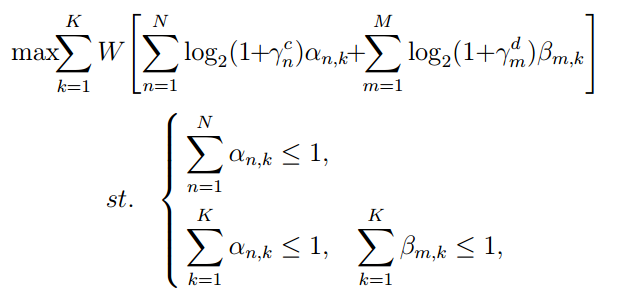 max∑_{k=1}^{K} W[∑_{n=1}^{N} log₂(1+γ_n^c)α_{n,k}+∑_{m=1}^{M} log₂(1+γ_m^d)β_{m,k}]
st. { ∑_{n=1}^{N} α_{n,k} ≤ 1,
∑_{k=1}^{K} α_{n,k} ≤ 1, ∑_{k=1}^{K} β_{m,k} ≤ 1,